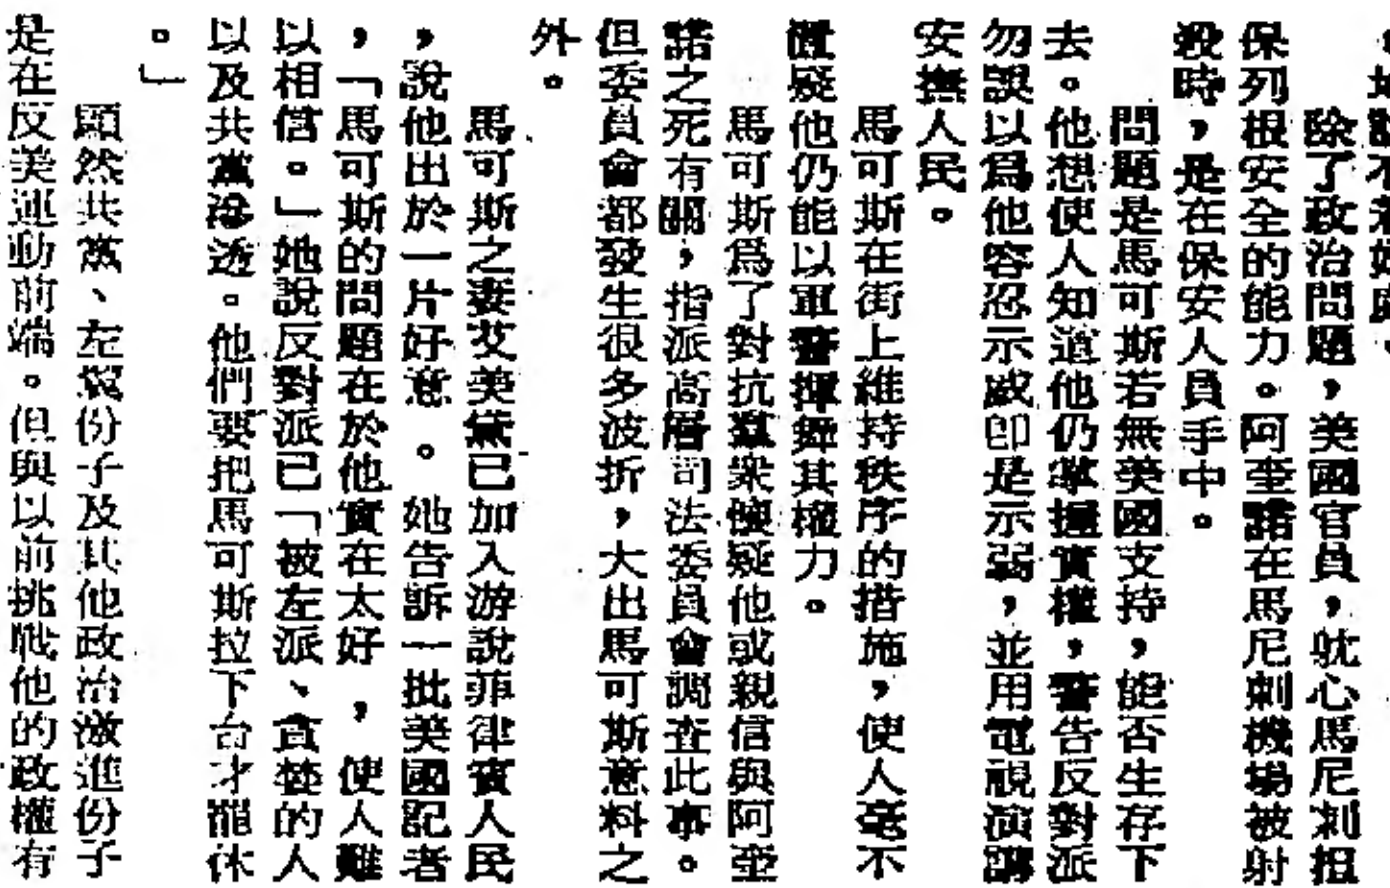 不若她處、
除了政治問題，美國官員，躭心馬尼刺担
保列根安全的能力。阿奎諾在馬尼刺機場被射
殺時，是在保安人員手中。
問題是馬可斯若無美國支持，能否生存下
去。他想使人知道他仍掌握實權，警告反對派
勿誤以爲他容忍示威卽是示弱，並用電視演講
安撫人民。
馬可斯在街上維持秩序的措施，使人毫不
懷疑他仍能以軍警揮舞其權力。
馬可斯爲了對抗羣衆懷疑他或親信與阿奎
諾之死有關，指派高層司法委員會調查此事。
但委員會都發生很多波折，大出馬可斯意料之
外。
馬可斯之妻艾美黛已加入游說菲律賓人民
，說他出於一片好意。她告訴一批美國記者
，「馬可斯的問題在於他實在太好，使人難
以相信。」她說反對派已「被左派、貪婪的人
以及共黨滲透。他們要把馬可斯拉下台才罷休
。」
顯然共黨、左翼份子及其他政治激進份子
是在反美運動前端。但與以前挑戰他的政權有